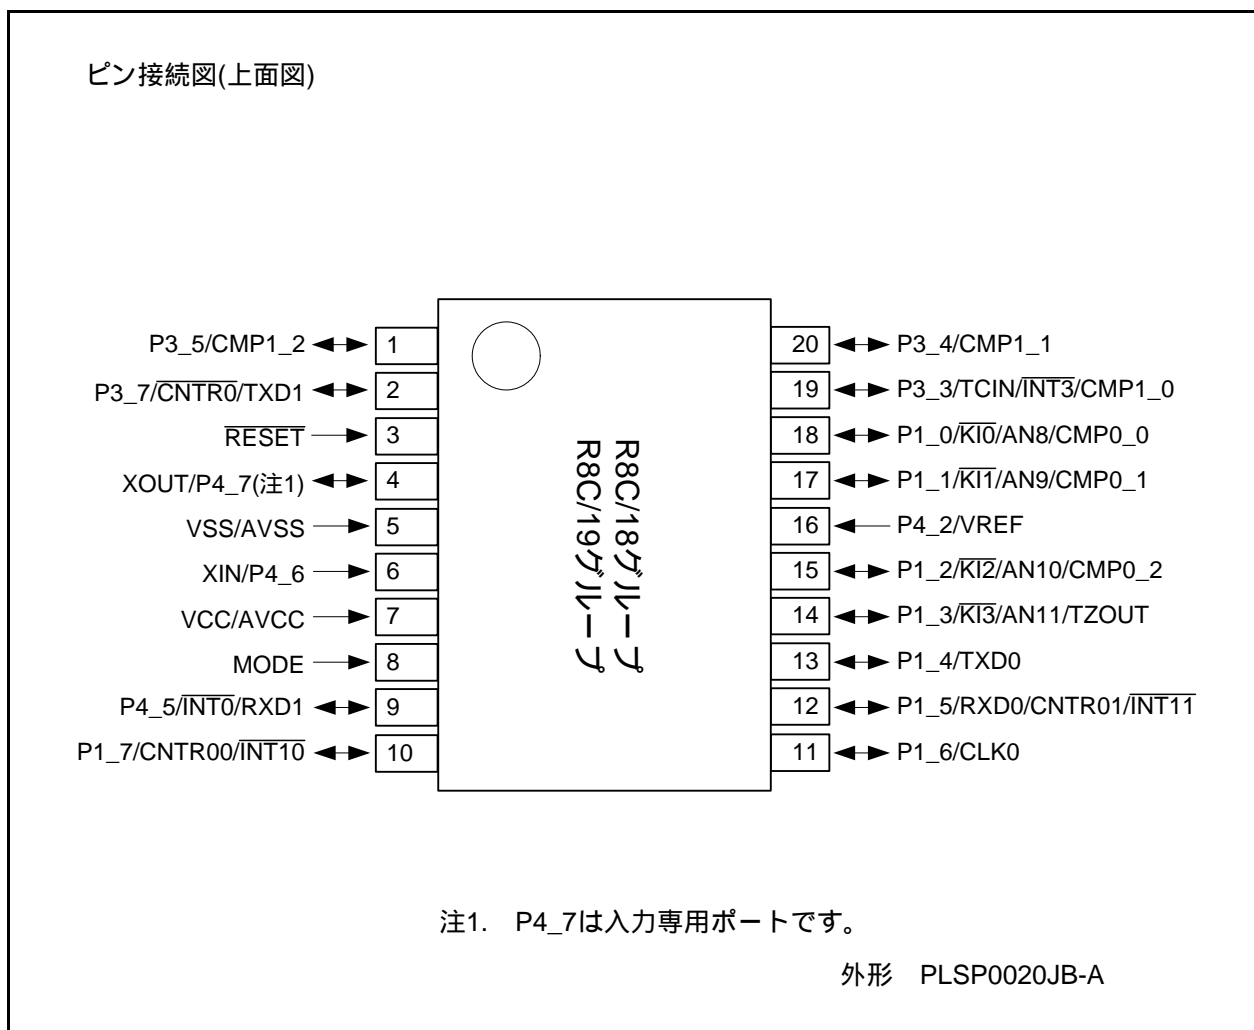 ピン接続図(上面図)
P3_5/CMP1_2 1
P3_7/CNTR0/TXD1 2
RESET 3
XOUT/P4_7(注1) 4
VSS/AVSS 5
XIN/P4_6 6
VCC/AVCC 7
MODE 8
P4_5/INT0/RXD1 9
P1_7/CNTR00/INT10 10
R8C/18グループ
R8C/19グループ
20 P3_4/CMP1_1
19 P3_3/TCIN/INT3/CMP1_0
18 P1_0/KI0/AN8/CMP0_0
17 P1_1/KI1/AN9/CMP0_1
16 P4_2/VREF
15 P1_2/KI2/AN10/CMP0_2
14 P1_3/KI3/AN11/TZOUT
13 P1_4/TXD0
12 P1_5/RXD0/CNTR01/INT11
11 P1_6/CLK0
注1. P4_7は入力専用ポートです。
外形 PLSP0020JB-A